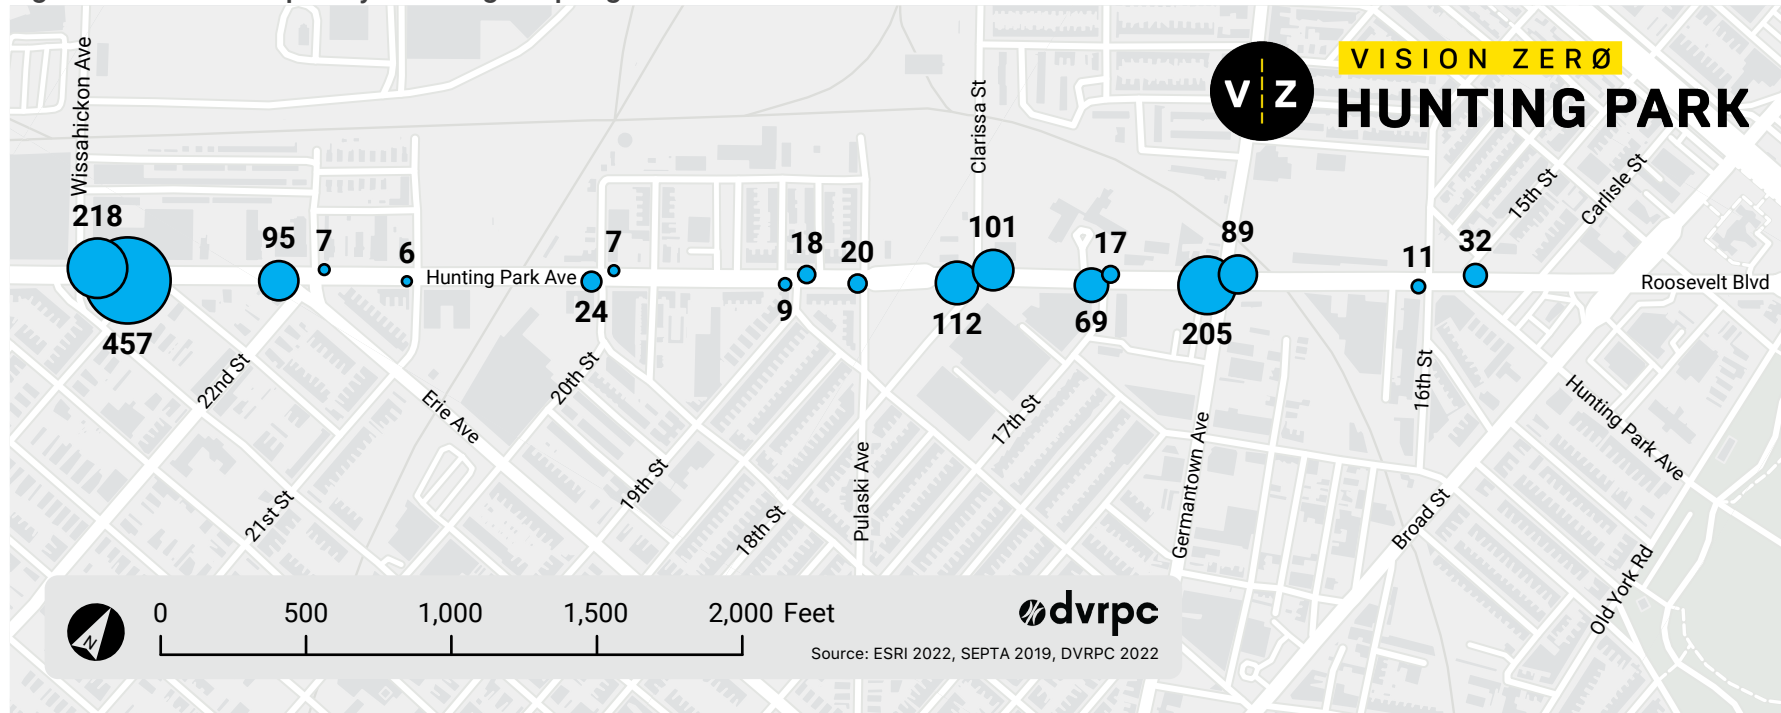 VISION ZERØ
V Z
HUNTING PARK
Wissahickon Ave
Clarissa St
15th St
Carlisle St
218
95
7
6
7
18
20
101
17
89
11
32
Hunting Park Ave
Roosevelt Blvd
457
24
9
112
69
205
22nd St
Erie Ave
20th St
17th St
16th St
Hunting Park Ave
21st St
19th St
18th St
Pulaski Ave
Germantown Ave
Broad St
Old York Rd
0 500 1,000 1,500 2,000 Feet
N
dvrpc
Source: ESRI 2022, SEPTA 2019, DVRPC 2022